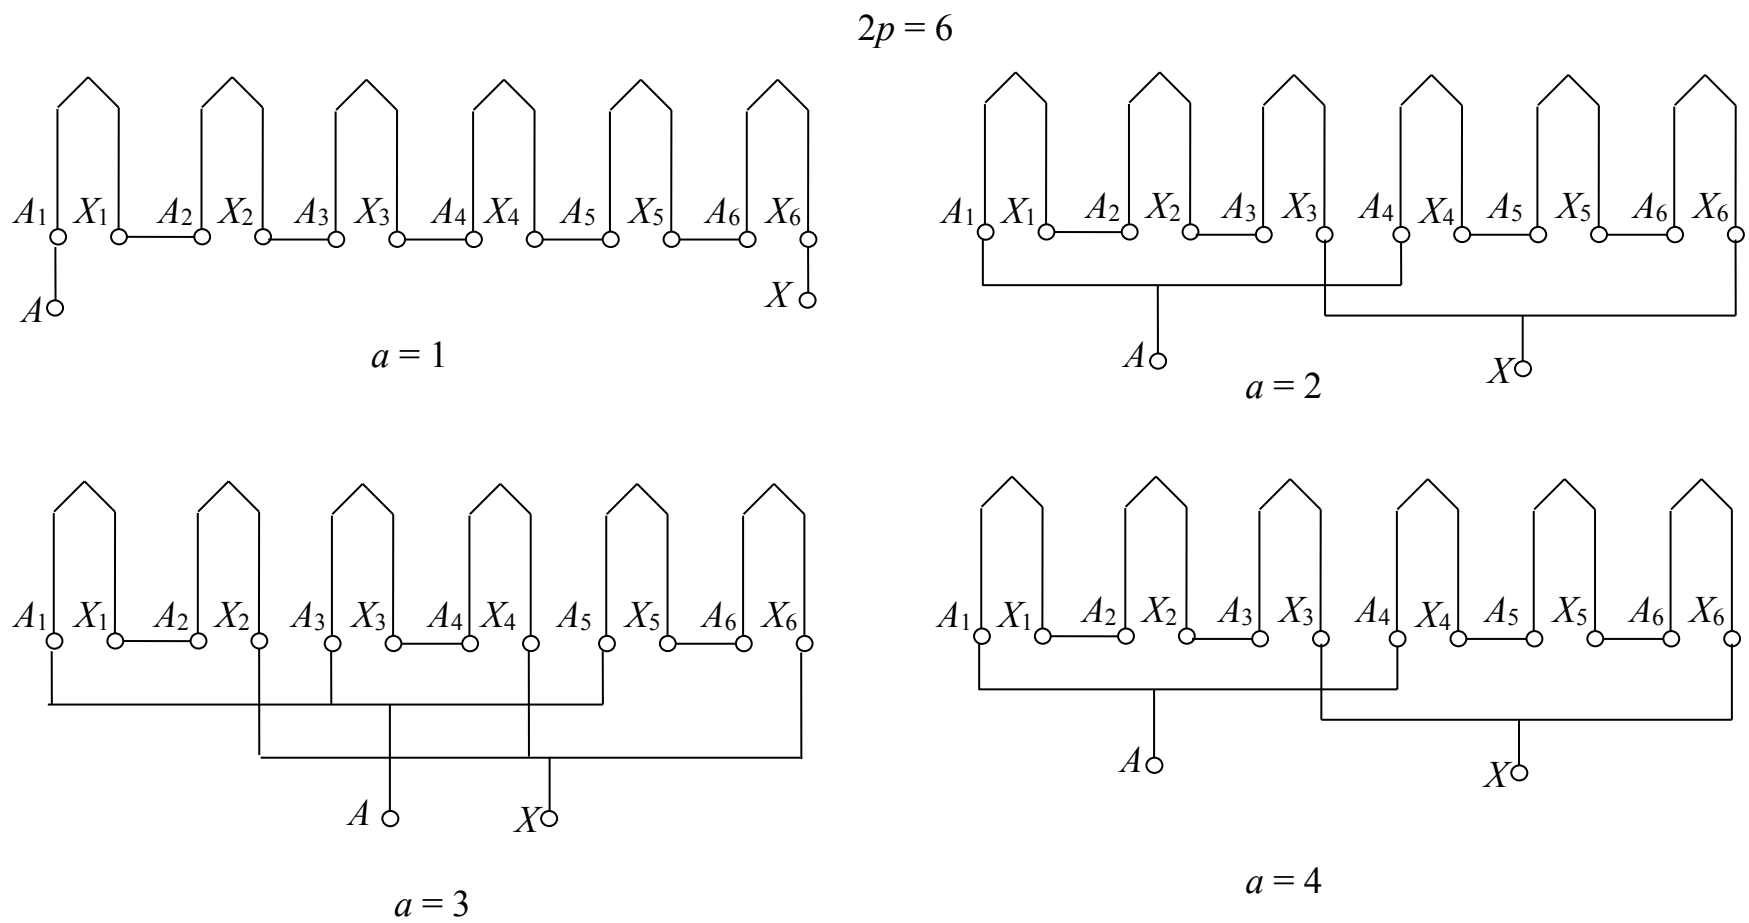 2p = 6
A1 X1 A2 X2 A3 X3 A4 X4 A5 X5 A6 X6
A X
a = 1
A1 X1 A2 X2 A3 X3 A4 X4 A5 X5 A6 X6
A X
a = 2
A1 X1 A2 X2 A3 X3 A4 X4 A5 X5 A6 X6
A X
a = 3
A1 X1 A2 X2 A3 X3 A4 X4 A5 X5 A6 X6
A X
a = 4